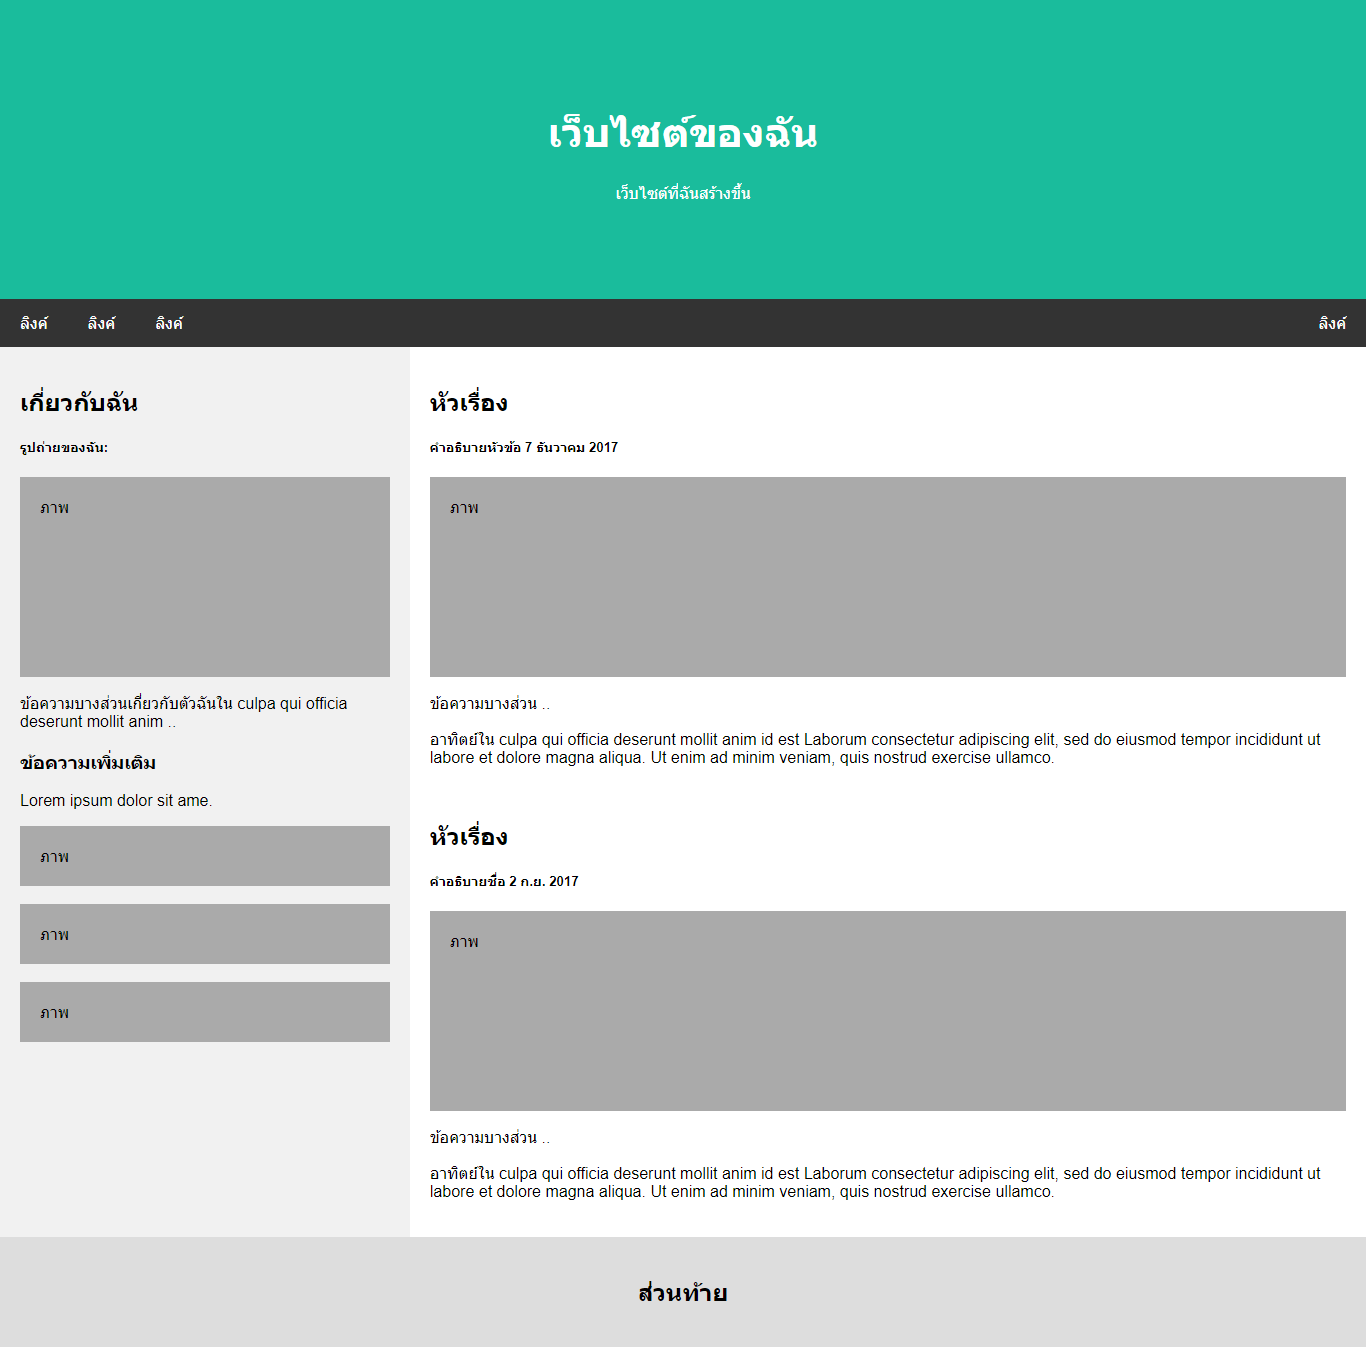 เว็บไซต์ของฉัน
เว็บไซต์ที่ฉันสร้างขึ้น
ลิงค์ ลิงค์ ลิงค์ ลิงค์
เกี่ยวกับฉัน
รูปถ่ายของฉัน:
ภาพ
ข้อความบางส่วนเกี่ยวกับตัวฉันใน culpa qui officia
deserunt mollit anim ..
ข้อความเพิ่มเติม
Lorem ipsum dolor sit ame.
ภาพ
ภาพ
ภาพ
หัวเรื่อง
คำอธิบายหัวข้อ 7 ธันวาคม 2017
ภาพ
ข้อความบางส่วน ..
อาทิตย์ใน culpa qui officia deserunt mollit anim id est Laborum consectetur adipiscing elit, sed do eiusmod tempor incididunt ut
labore et dolore magna aliqua. Ut enim ad minim veniam, quis nostrud exercise ullamco.
หัวเรื่อง
คำอธิบายชื่อ 2 ก.ย. 2017
ภาพ
ข้อความบางส่วน ..
อาทิตย์ใน culpa qui officia deserunt mollit anim id est Laborum consectetur adipiscing elit, sed do eiusmod tempor incididunt ut
labore et dolore magna aliqua. Ut enim ad minim veniam, quis nostrud exercise ullamco.
ส่วนท้าย